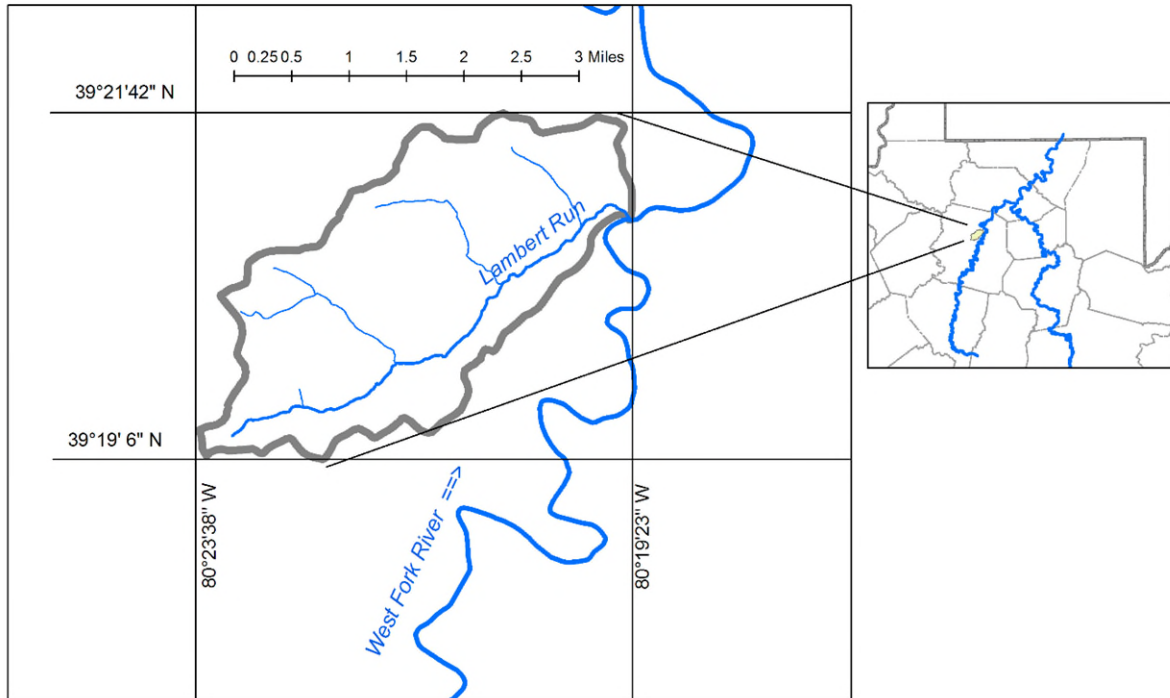 0 0.25 0.5 1 1.5 2 2.5 3 Miles
39°21'42" N
Lambert Run
39°19' 6" N
80°23'38" W
80°19'23" W
West Fork River ==>